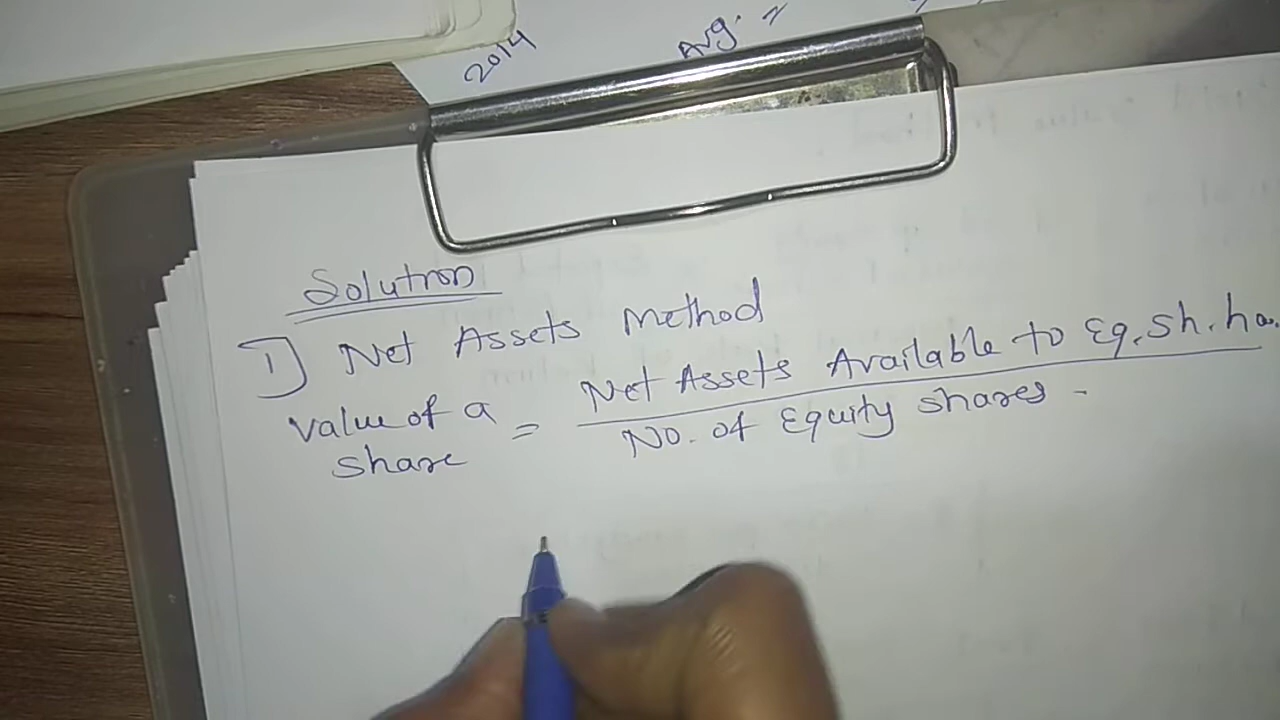 2014 Avg. =
Solution
1) Net Assets Method
Value of a share = Net Assets Available to Eq. Sh. ho.
No. of Equity shares